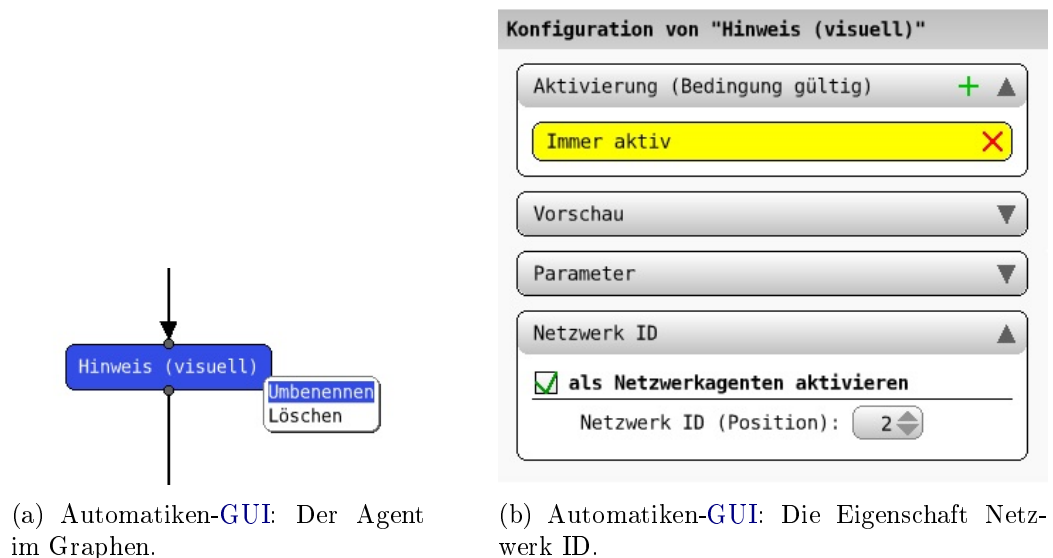 Hinweis (visuell)
Umbenennen
Löschen
(a) Automatiken-GUI: Der Agent
im Graphen.
Konfiguration von "Hinweis (visuell)"
Aktivierung (Bedingung gültig)
Immer aktiv
Vorschau
Parameter
Netzwerk ID
als Netzwerkagenten aktivieren
Netzwerk ID (Position): 2
(b) Automatiken-GUI: Die Eigenschaft Netz-
werk ID.